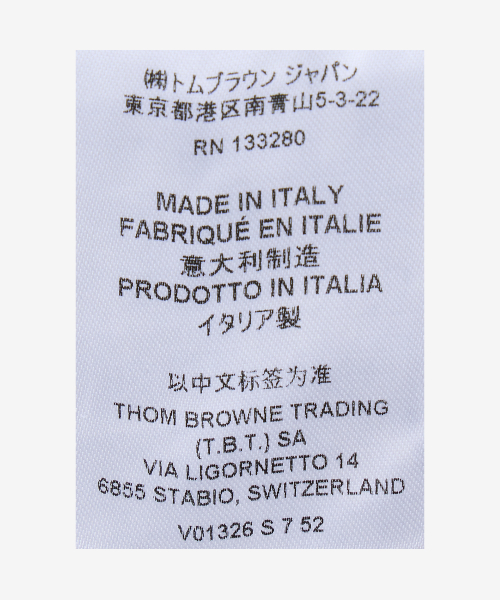 ㈱トムブラウン ジャパン
東京都港区南青山5-3-22
RN 133280
MADE IN ITALY
FABRIQUÉ EN ITALIE
意大利制造
PRODOTTO IN ITALIA
イタリア製
以中文标签为准
THOM BROWNE TRADING
(T.B.T.) SA
VIA LIGORNETTO 14
6855 STABIO, SWITZERLAND
V01326 S 7 52